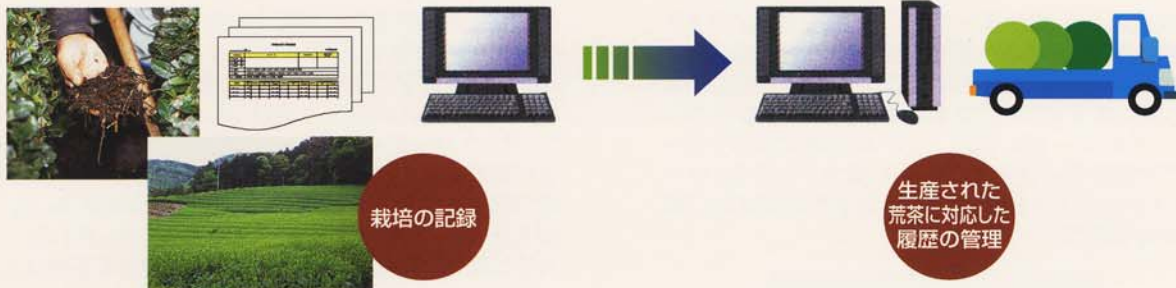 栽培の記録
生産された
荒茶に対応した
履歴の管理